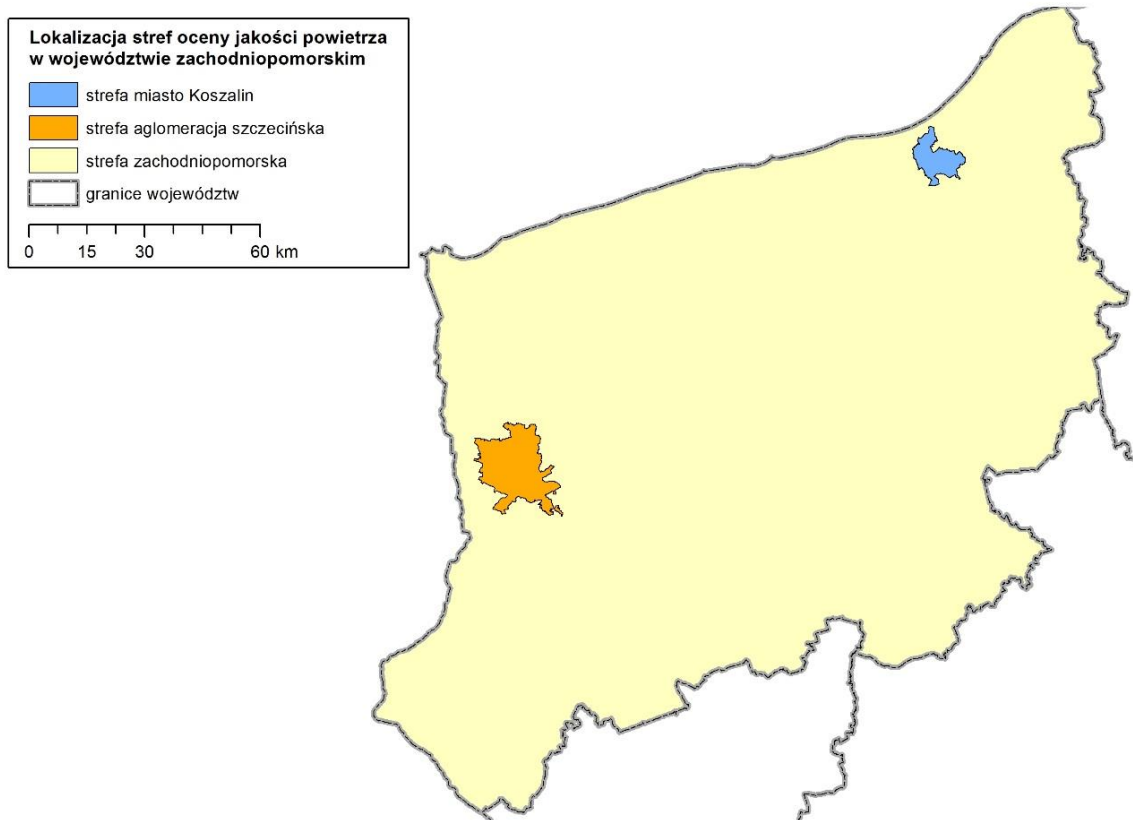 Lokalizacja stref oceny jakości powietrza
w województwie zachodniopomorskim
strefa miasto Koszalin
strefa aglomeracja szczecińska
strefa zachodniopomorska
granice województw
0 15 30 60 km